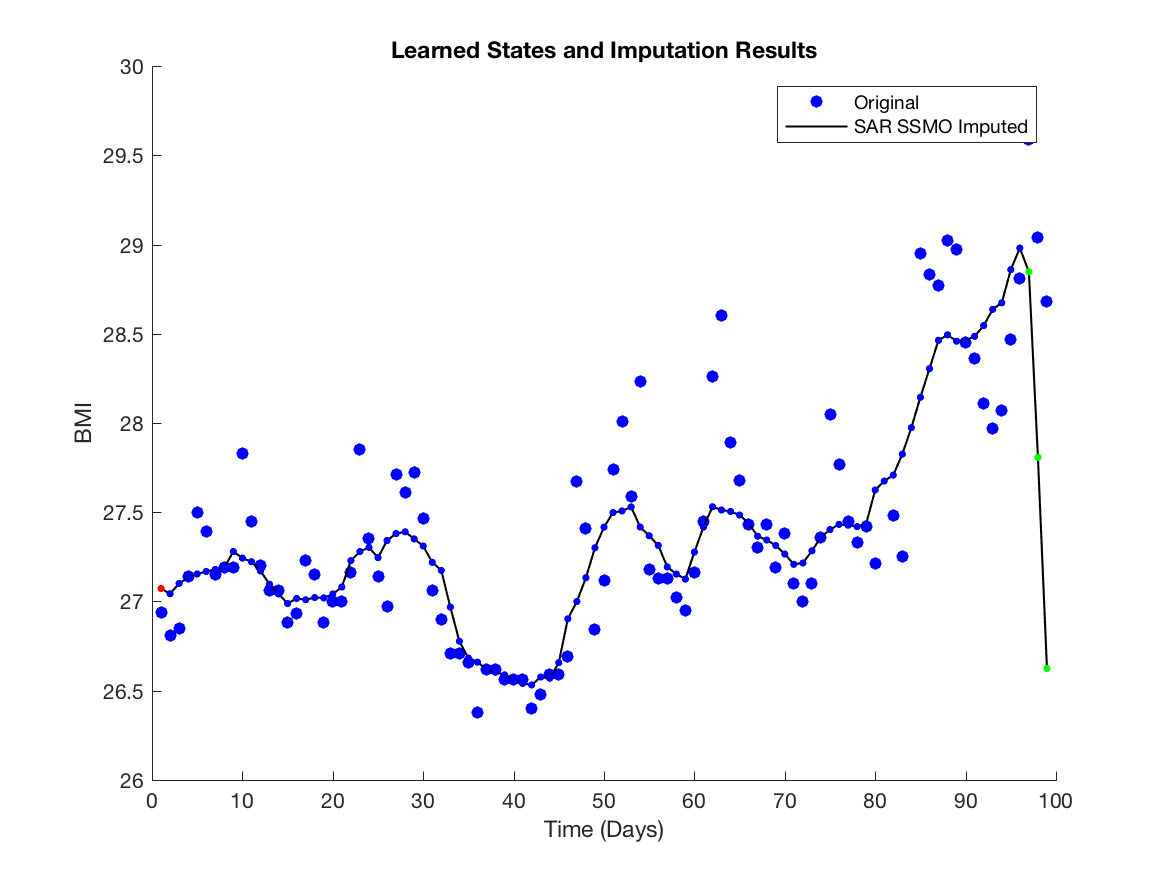 Learned States and Imputation Results
Original
SAR SSMO Imputed
30
29.5
29
28.5
28
27.5
27
26.5
26
BMI
0 10 20 30 40 50 60 70 80 90 100
Time (Days)